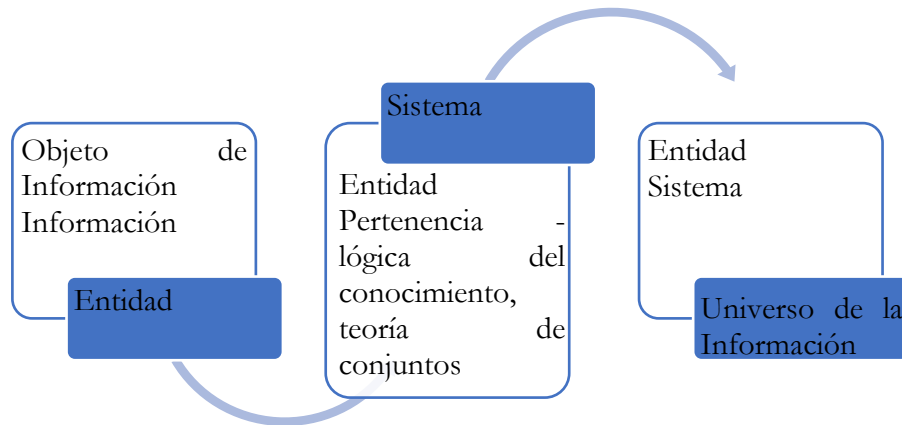 Objeto de
Información
Información
Entidad
Sistema
Entidad
Pertenencia -
lógica del
conocimiento,
teoría de
conjuntos
Entidad
Sistema
Universo de la
Información